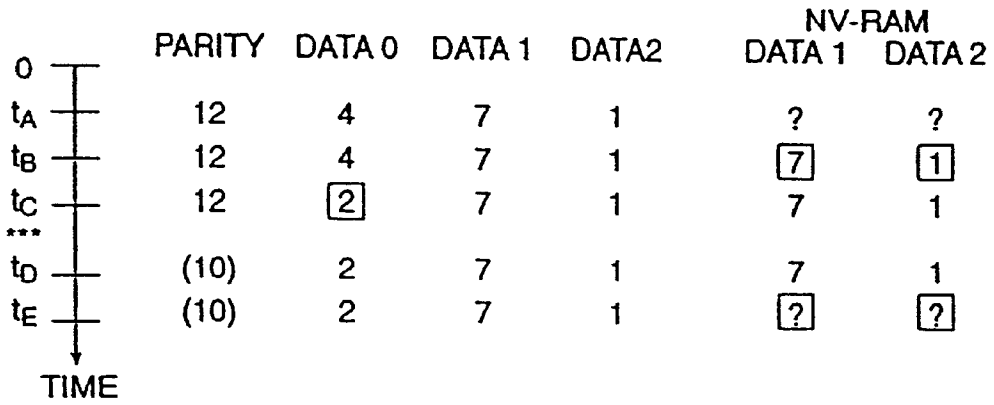 NV-RAM
PARITY DATA 0 DATA 1 DATA2 DATA 1 DATA 2
0
tA 12 4 7 1 ? ?
tB 12 4 7 1 7 1
tC 12 2 7 1 7 1
***
tD (10) 2 7 1 7 1
tE (10) 2 7 1 ? ?
TIME